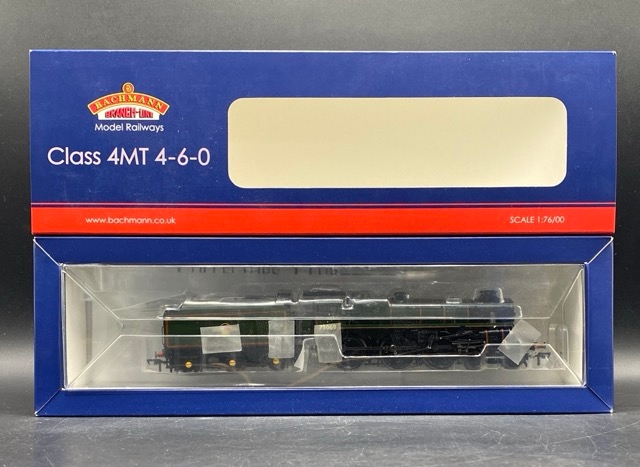 BACHMANN
BRANCH-LINE
Model Railways
Class 4MT 4-6-0
www.bachmann.co.uk
SCALE 1:76/00